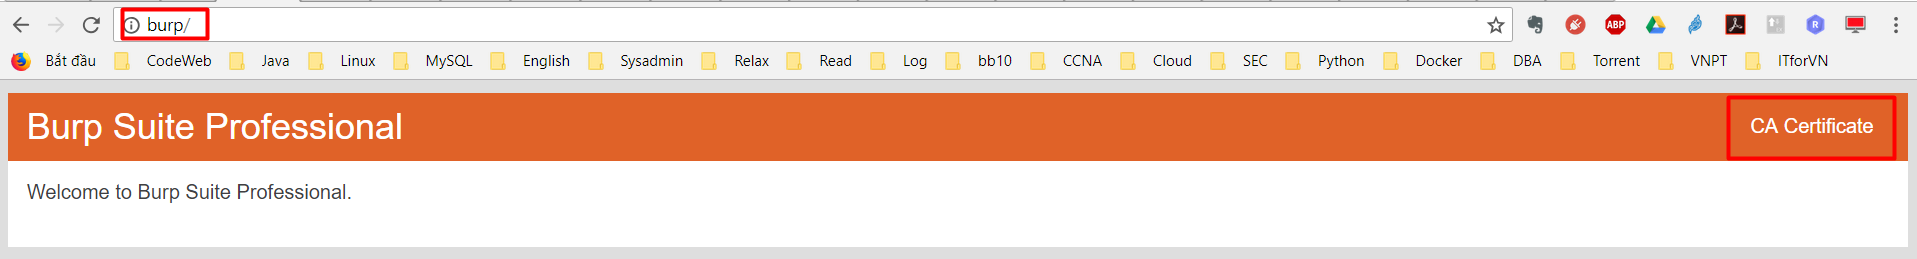 burp/
ABP
R
Bắt đầu CodeWeb Java Linux MySQL English Sysadmin Relax Read Log bb10 CCNA Cloud SEC Python Docker DBA Torrent VNPT ITforVN
Burp Suite Professional
CA Certificate
Welcome to Burp Suite Professional.